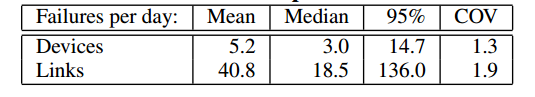 Failures per day: Mean Median 95% COV
Devices 5.2 3.0 14.7 1.3
Links 40.8 18.5 136.0 1.9